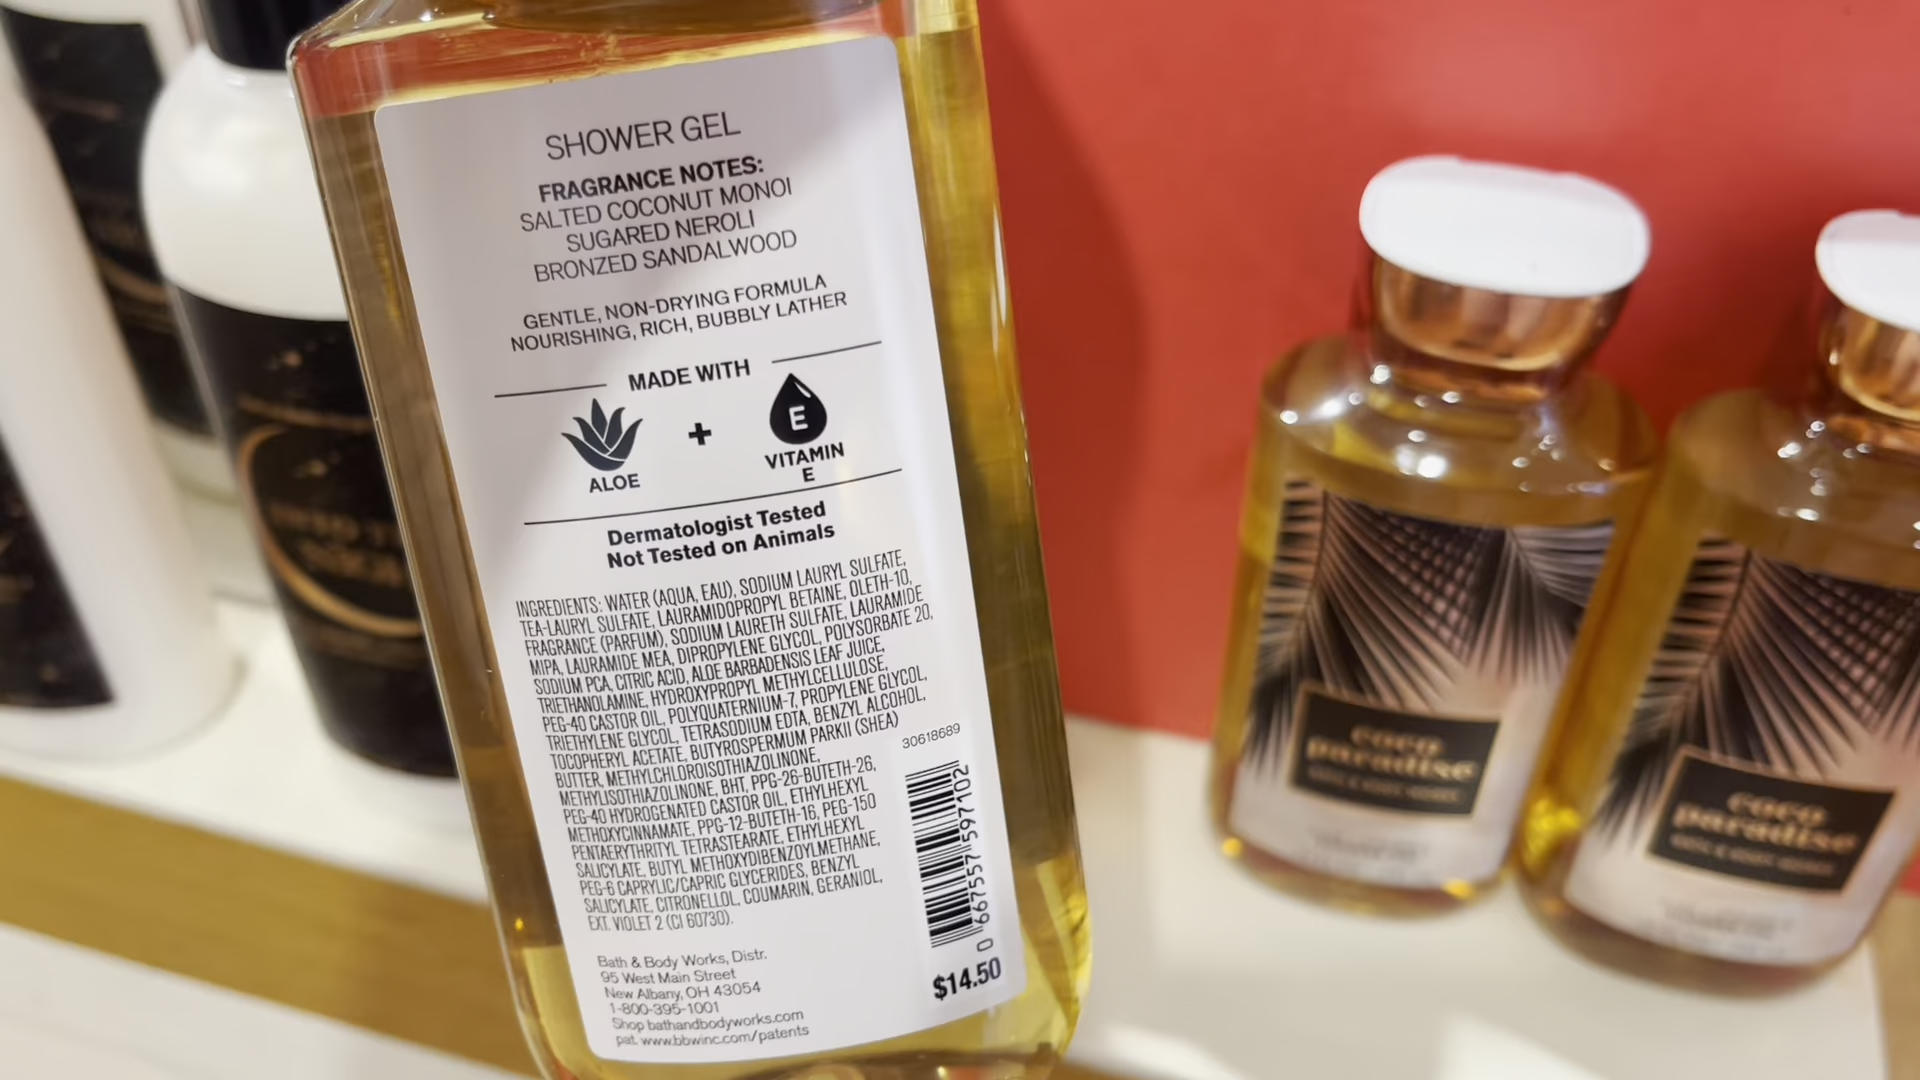 SHOWER GEL
FRAGRANCE NOTES:
SALTED COCONUT MONOI
SUGARED NEROLI
BRONZED SANDALWOOD
GENTLE, NON-DRYING FORMULA
NOURISHING, RICH, BUBBLY LATHER
MADE WITH
ALOE
+
E
VITAMIN
E
Dermatologist Tested
Not Tested on Animals
INGREDIENTS: WATER (AQUA, EAU), SODIUM LAURYL SULFATE,
TEA-LAURYL SULFATE, LAURAMIDOPROPYL BETAINE, OLETH-10,
FRAGRANCE (PARFUM), SODIUM LAURETH SULFATE, LAURAMIDE
MIPA, LAURAMIDE MEA, DIPROPYLENE GLYCOL, POLYSORBATE 20,
SODIUM PCA, CITRIC ACID, ALOE BARBADENSIS LEAF JUICE,
TRIETHANOLAMINE, HYDROXYPROPYL METHYLCELLULOSE,
PEG-40 CASTOR OIL, POLYQUATERNIUM-7, PROPYLENE GLYCOL,
TRIETHYLENE GLYCOL, TETRASODIUM EDTA, BENZYL ALCOHOL,
TOCOPHERYL ACETATE, BUTYROSPERMUM PARKII (SHEA)
BUTTER, METHYLCHLOROISOTHIAZOLINONE,
METHYLISOTHIAZOLINONE, BHT, PPG-26-BUTETH-26,
PEG-40 HYDROGENATED CASTOR OIL, ETHYLHEXYL
METHOXYCINNAMATE, PPG-12-BUTETH-16, PEG-150
PENTAERYTHRITYL TETRASTEARATE, ETHYLHEXYL
SALICYLATE, BUTYL METHOXYDIBENZOYLMETHANE,
PEG-6 CAPRYLIC/CAPRIC GLYCERIDES, BENZYL
SALICYLATE, CITRONELLOL, COUMARIN, GERANIOL,
EXT. VIOLET 2 (CI 60730).
30618689
0 667557 597102
$14.50
Bath & Body Works, Distr.
95 West Main Street
New Albany, OH 43054
1-800-395-1001
Shop bathandbodyworks.com
pat. www.bbwinc.com/patents
coco
paradise
coco
paradise